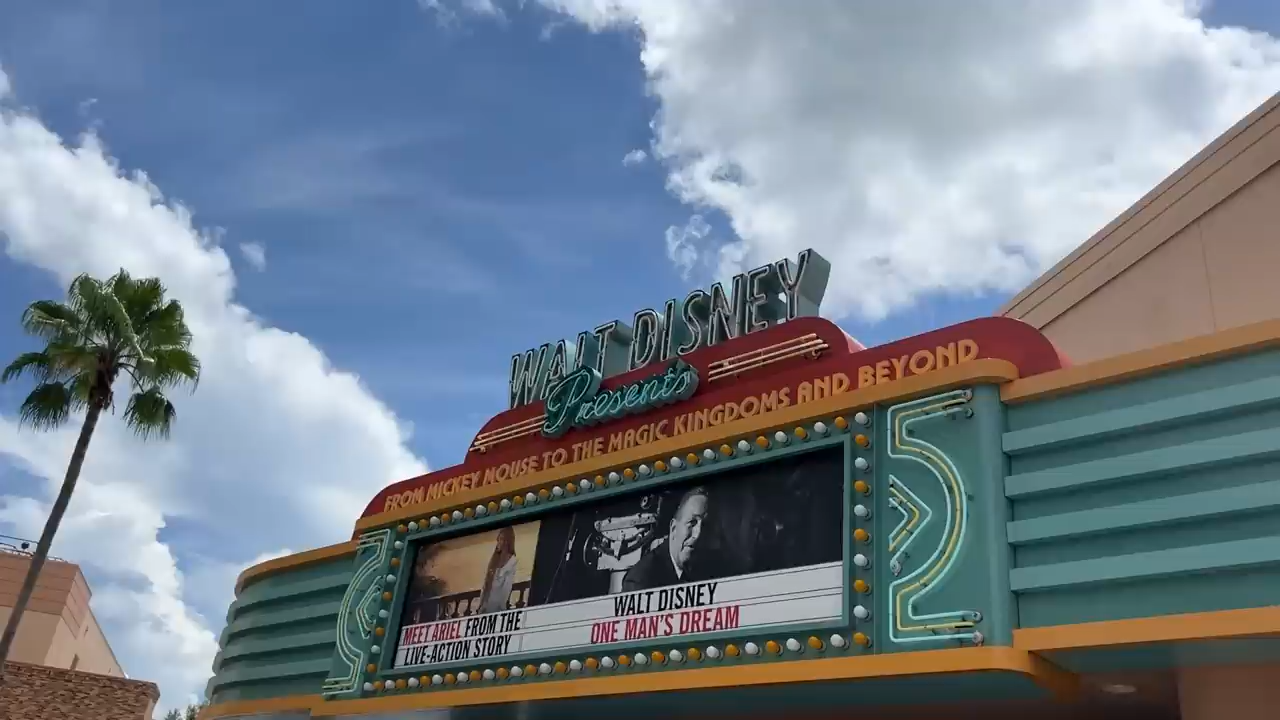 WALT DISNEY
Presents
FROM MICKEY MOUSE TO THE MAGIC KINGDOMS AND BEYOND
MEET ARIEL FROM THE
LIVE-ACTION STORY
WALT DISNEY
ONE MAN'S DREAM